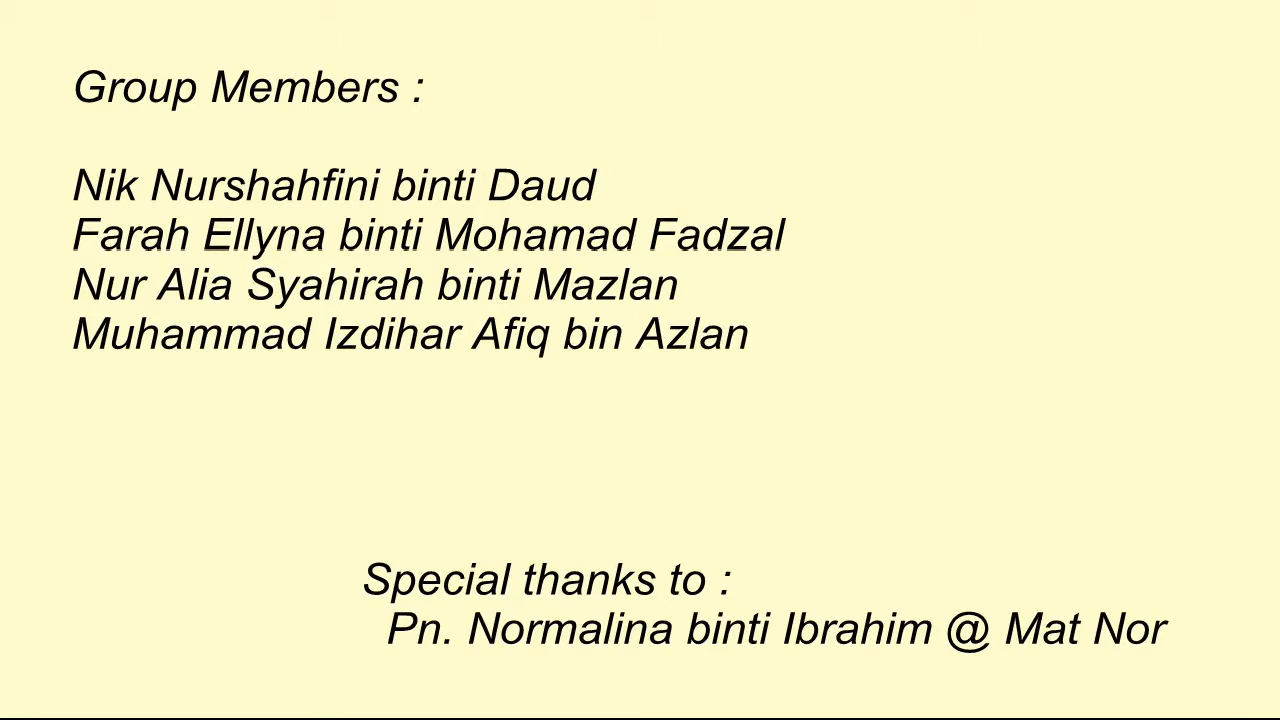 Group Members :
Nik Nurshahfini binti Daud
Farah Ellyna binti Mohamad Fadzal
Nur Alia Syahirah binti Mazlan
Muhammad Izdihar Afiq bin Azlan
Special thanks to :
Pn. Normalina binti Ibrahim @ Mat Nor